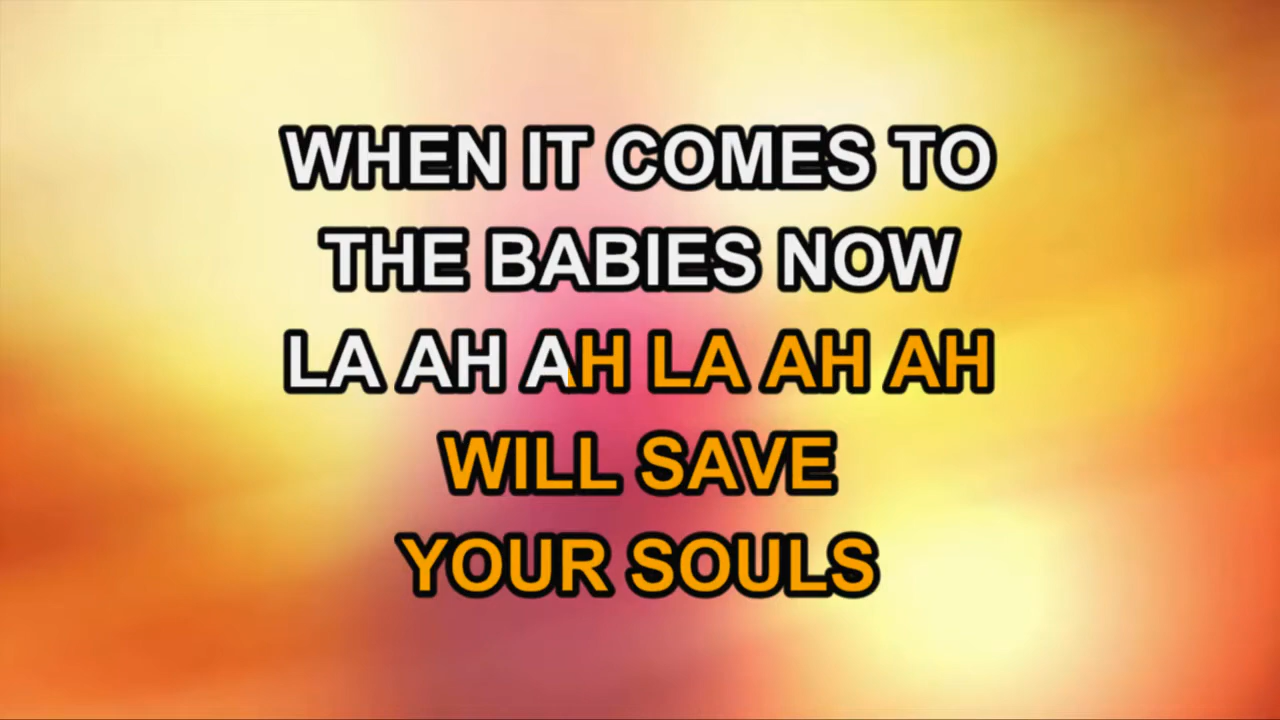 WHEN IT COMES TO
THE BABIES NOW
LA AH AH LA AH AH
WILL SAVE
YOUR SOULS